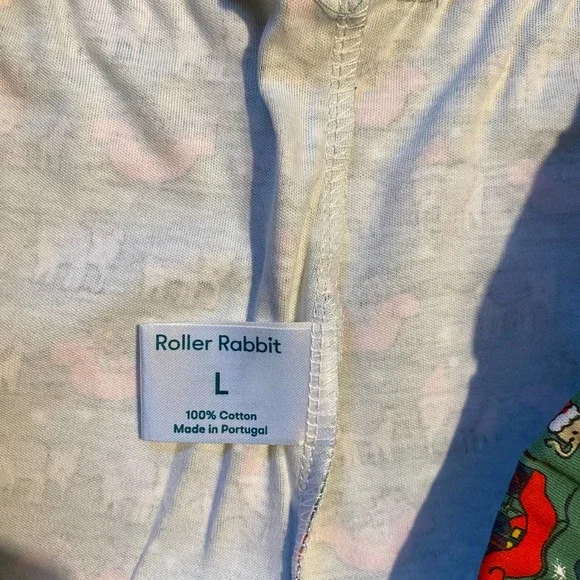 Roller Rabbit
L
100% Cotton
Made in Portugal